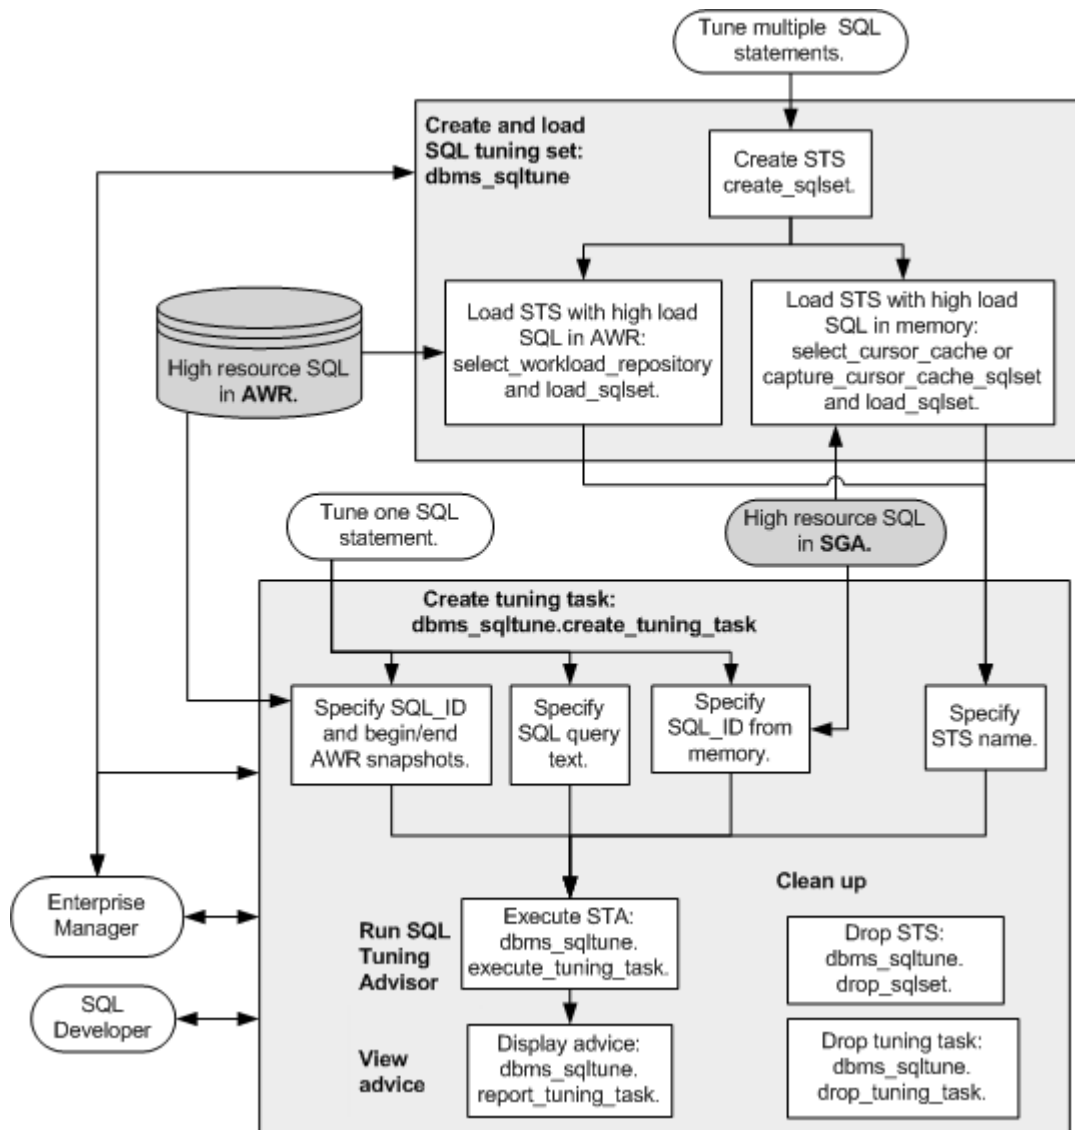 Tune multiple SQL
statements.
Create and load
SQL tuning set:
dbms_sqltune
Create STS
create_sqlset.
Load STS with high load
SQL in AWR:
select_workload_repository
and load_sqlset.
Load STS with high load
SQL in memory:
select_cursor_cache or
capture_cursor_cache_sqlset
and load_sqlset.
High resource SQL
in AWR.
Tune one SQL
statement.
High resource SQL
in SGA.
Create tuning task:
dbms_sqltune.create_tuning_task
Specify SQL_ID
and begin/end
AWR snapshots.
Specify
SQL query
text.
Specify
SQL_ID from
memory.
Specify
STS name.
Enterprise
Manager
SQL
Developer
Run SQL
Tuning
Advisor
Execute STA:
dbms_sqltune.
execute_tuning_task.
View
advice
Display advice:
dbms_sqltune.
report_tuning_task.
Clean up
Drop STS:
dbms_sqltune.
drop_sqlset.
Drop tuning task:
dbms_sqltune.
drop_tuning_task.